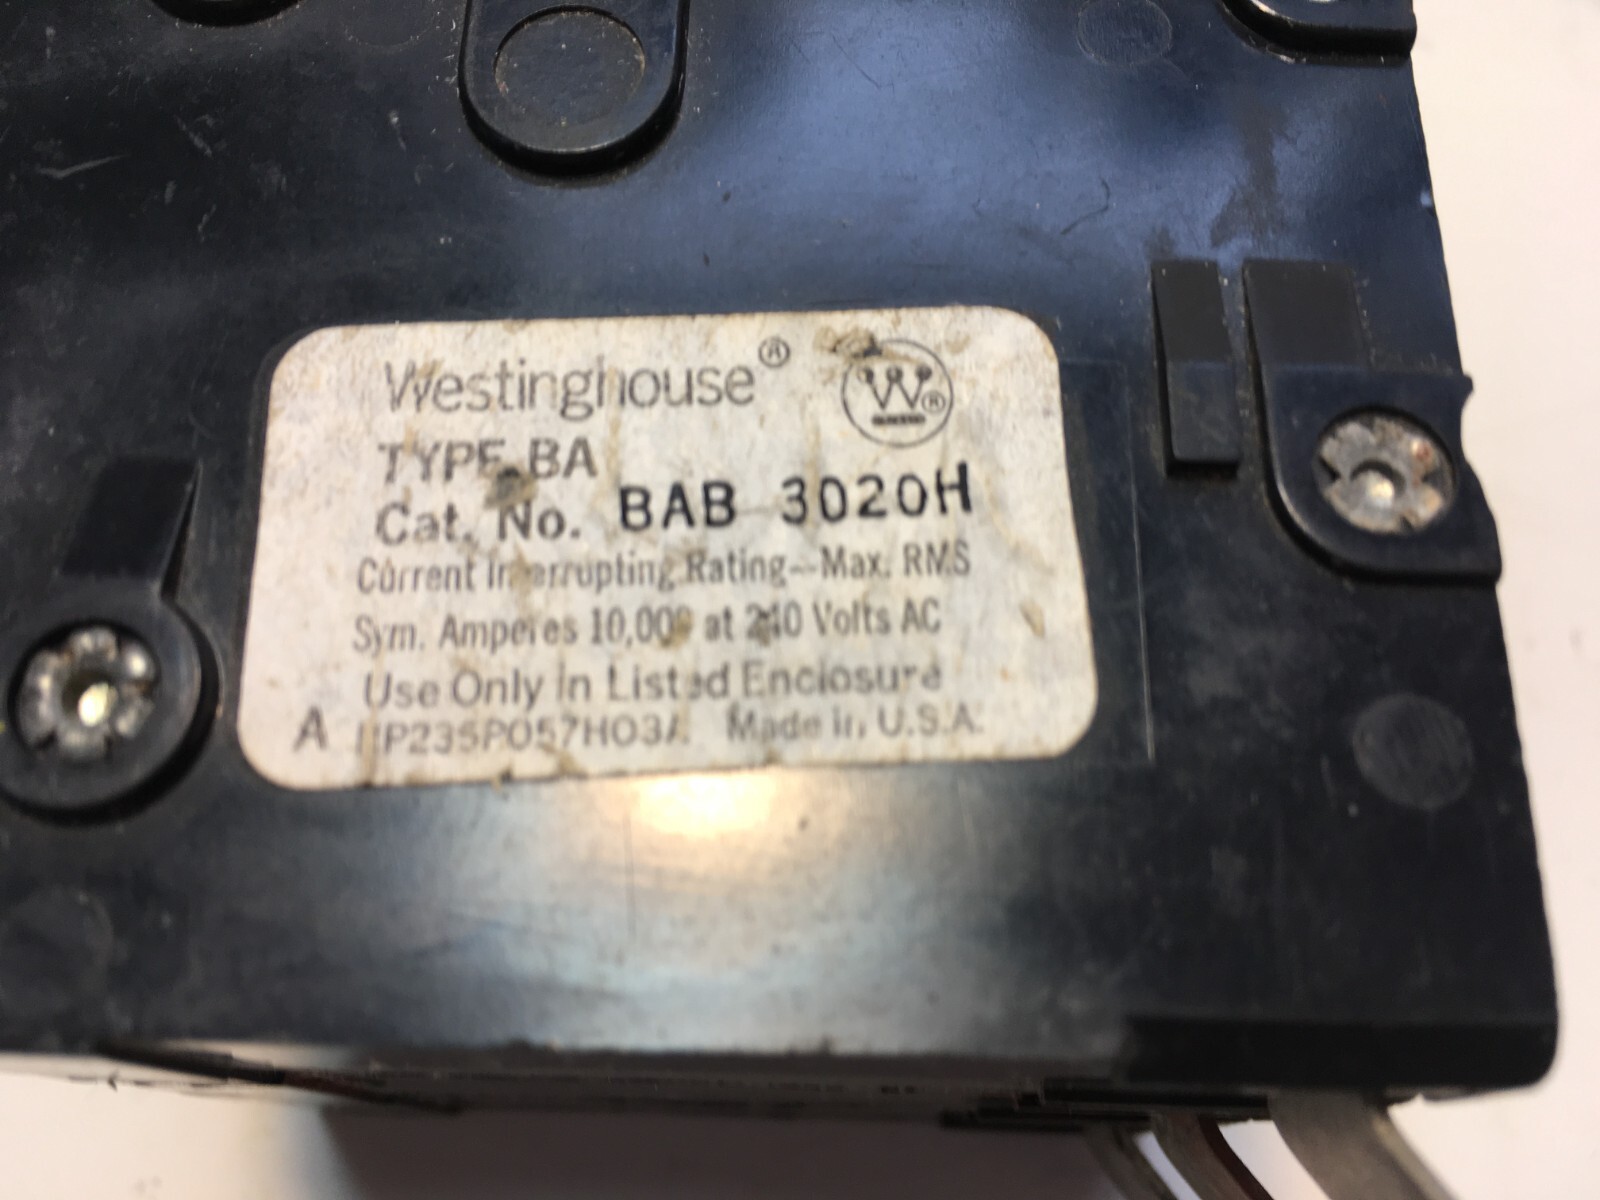 Westinghouse®
W®
TYPE BA
Cat. No. BAB 3020H
Current Interrupting Rating—Max. RMS
Sym. Amperes 10,000 at 240 Volts AC
Use Only in Listed Enclosure
A Made in U.S.A.